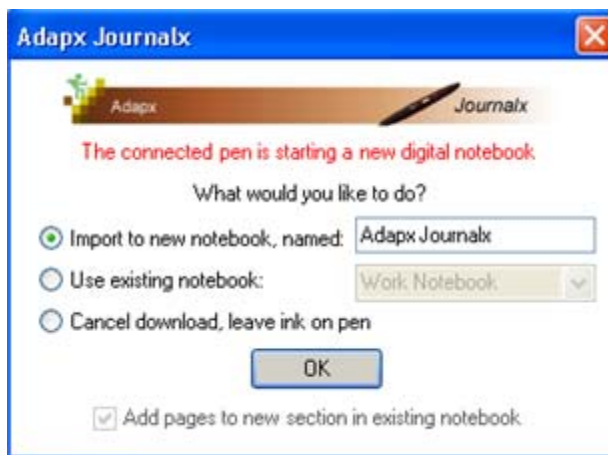 Adapx Journalx
Adapx Journalx
The connected pen is starting a new digital notebook
What would you like to do?
Import to new notebook, named: Adapx Journalx
Use existing notebook: Work Notebook
Cancel download, leave ink on pen
OK
Add pages to new section in existing notebook